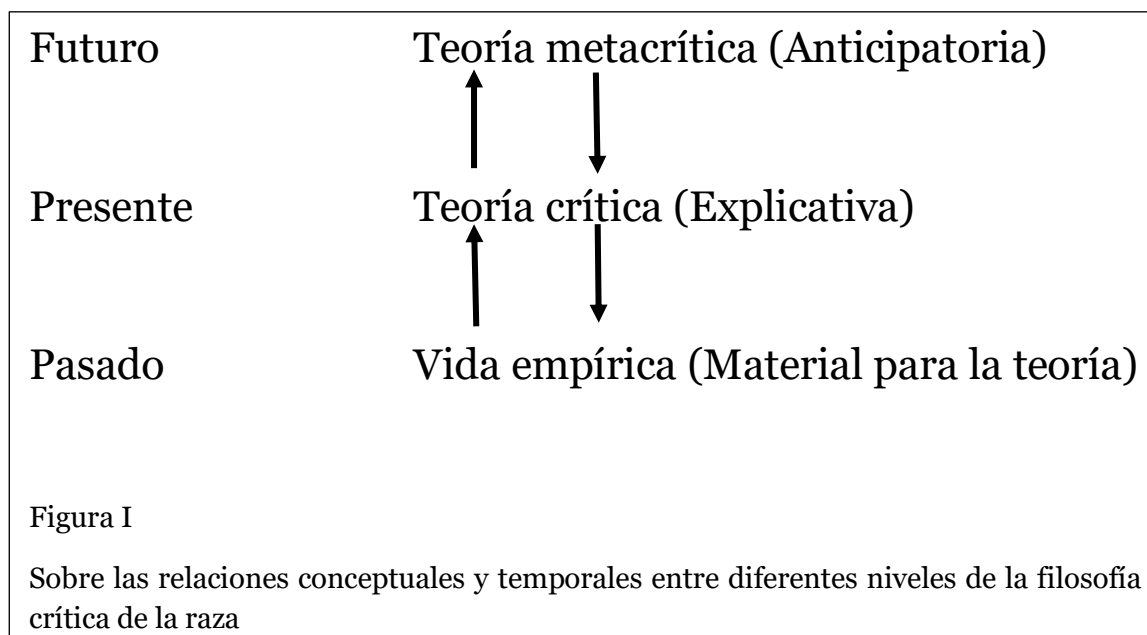 Futuro Teoría metacrítica (Anticipatoria)
Presente Teoría crítica (Explicativa)
Pasado Vida empírica (Material para la teoría)
Figura I
Sobre las relaciones conceptuales y temporales entre diferentes niveles de la filosofía
crítica de la raza